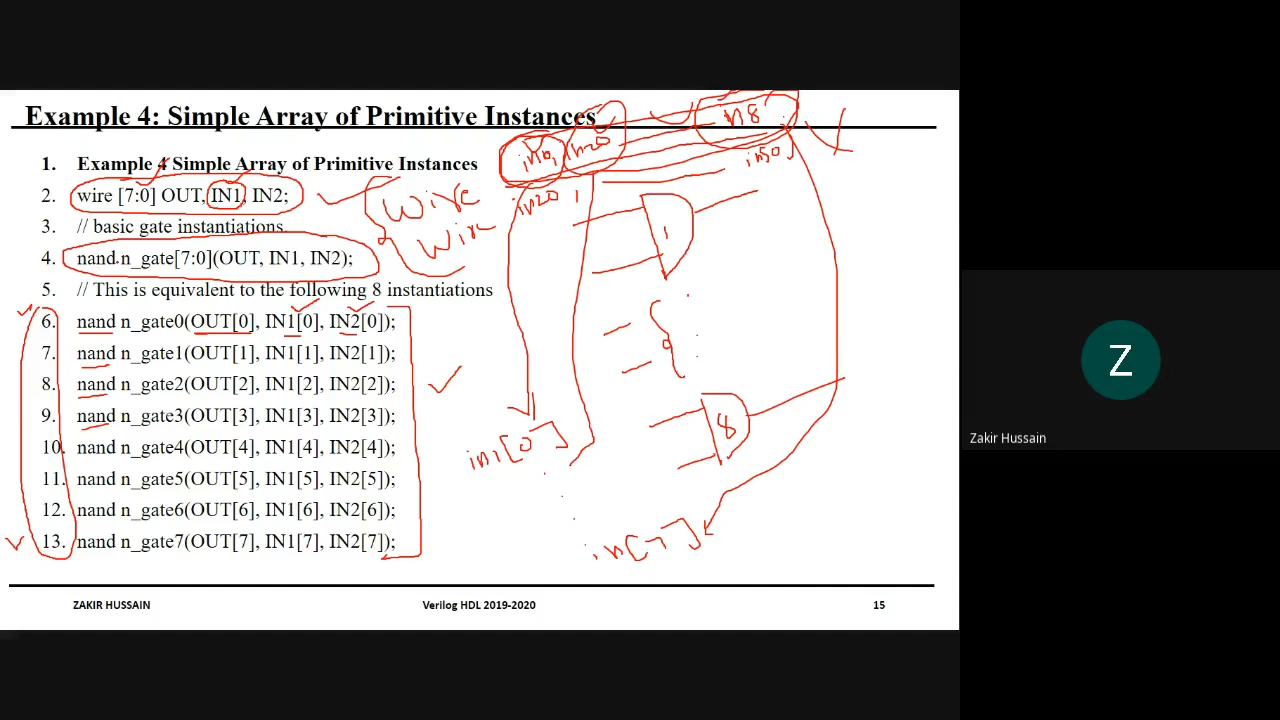 Example 4: Simple Array of Primitive Instances
1. Example 4 Simple Array of Primitive Instances
2. wire [7:0] OUT, IN1, IN2;
3. // basic gate instantiations.
4. nand n_gate[7:0](OUT, IN1, IN2);
5. // This is equivalent to the following 8 instantiations
6. nand n_gate0(OUT[0], IN1[0], IN2[0]);
7. nand n_gate1(OUT[1], IN1[1], IN2[1]);
8. nand n_gate2(OUT[2], IN1[2], IN2[2]);
9. nand n_gate3(OUT[3], IN1[3], IN2[3]);
10. nand n_gate4(OUT[4], IN1[4], IN2[4]);
11. nand n_gate5(OUT[5], IN1[5], IN2[5]);
12. nand n_gate6(OUT[6], IN1[6], IN2[6]);
13. nand n_gate7(OUT[7], IN1[7], IN2[7]);
wire
wire
in20
1
8
in1[0]
in[7]
ZAKIR HUSSAIN Verilog HDL 2019-2020 15
Z
Zakir Hussain